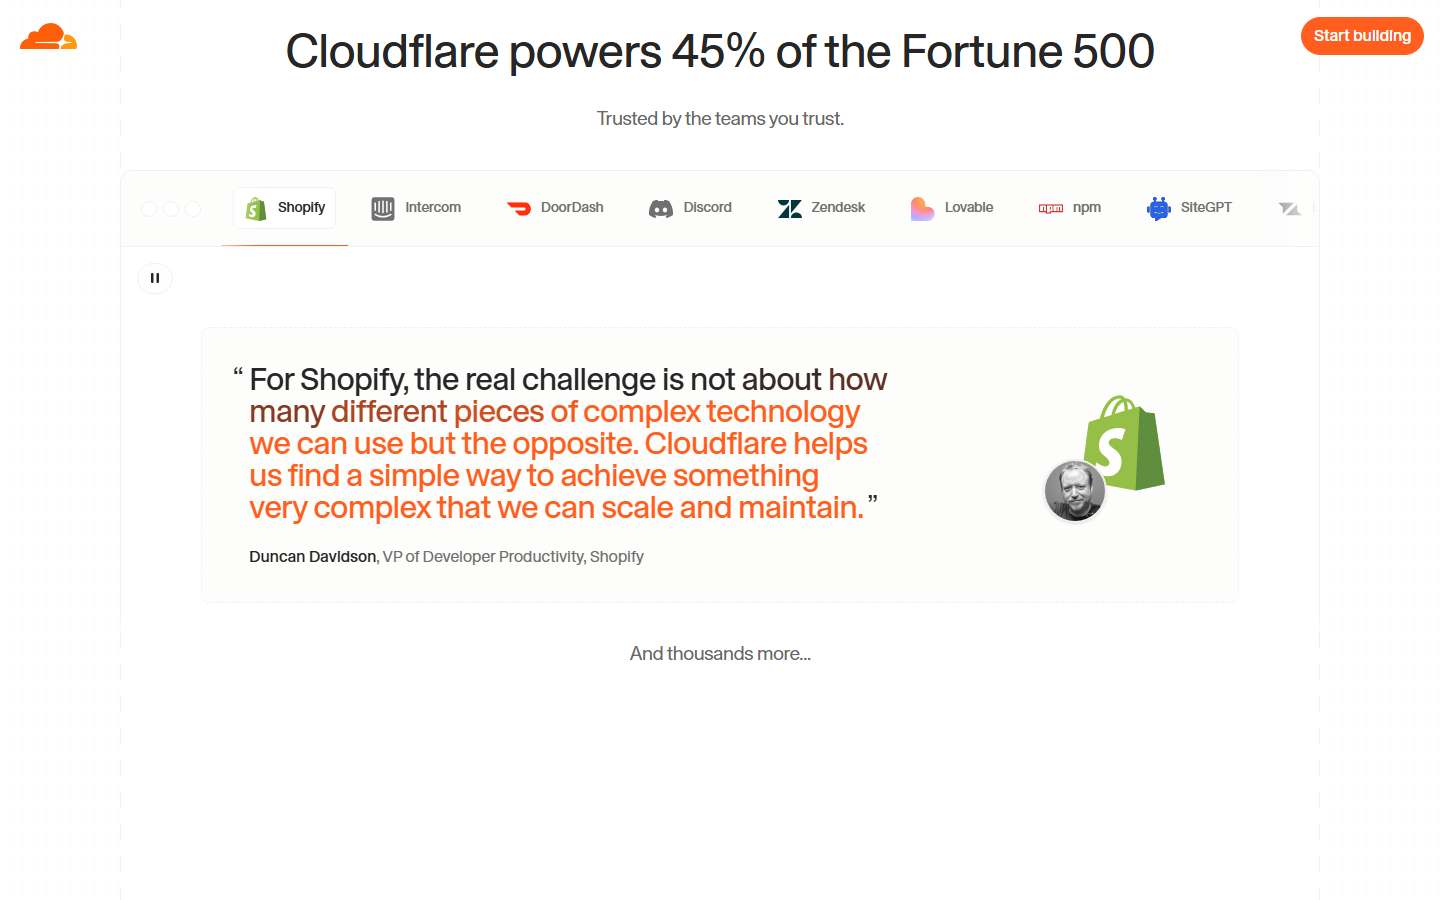 Start building
Cloudflare powers 45% of the Fortune 500
Trusted by the teams you trust.
Shopify
Intercom
DoorDash
Discord
Zendesk
Lovable
npm
SiteGPT
“ For Shopify, the real challenge is not about how
many different pieces of complex technology
we can use but the opposite. Cloudflare helps
us find a simple way to achieve something
very complex that we can scale and maintain. ”
Duncan Davidson, VP of Developer Productivity, Shopify
And thousands more...